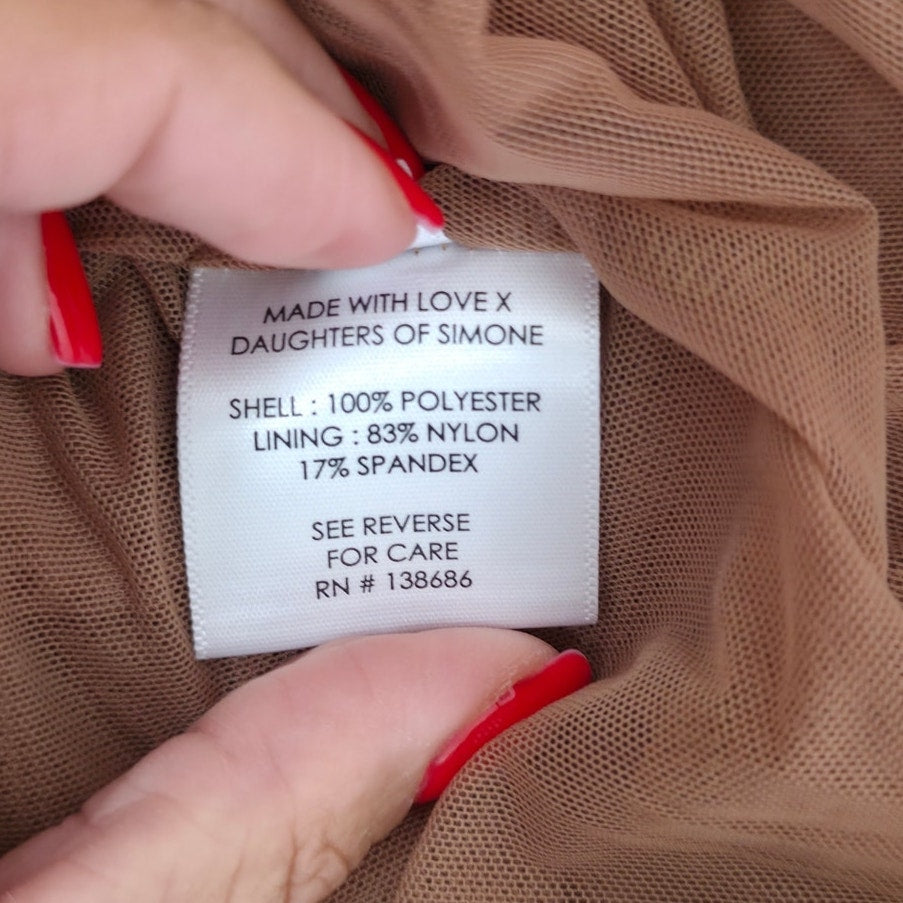 MADE WITH LOVE X
DAUGHTERS OF SIMONE
SHELL : 100% POLYESTER
LINING : 83% NYLON
17% SPANDEX
SEE REVERSE
FOR CARE
RN # 138686